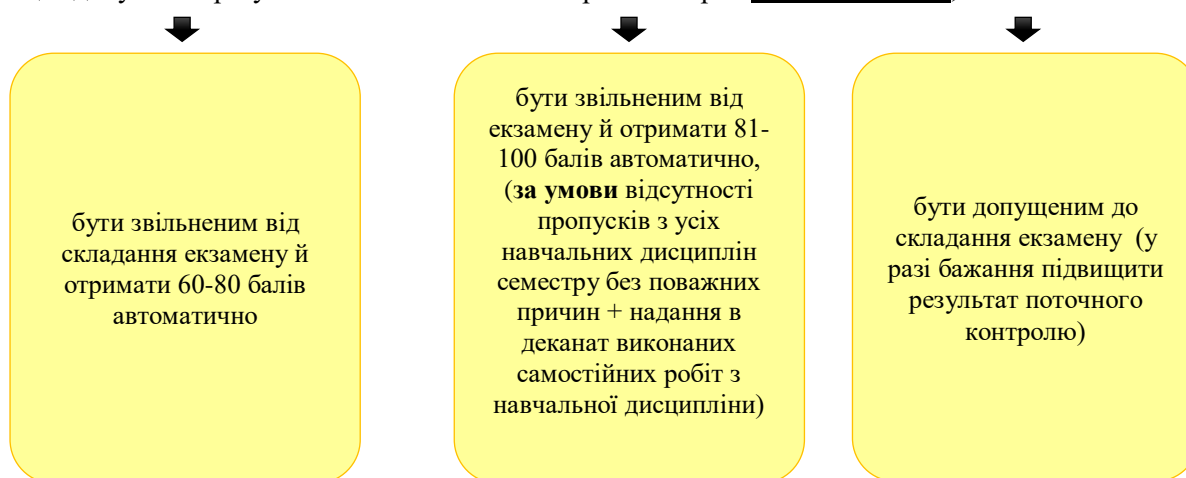 бути звільненим від
складання екзамену й
отримати 60-80 балів
автоматично
бути звільненим від
екзамену й отримати 81-
100 балів автоматично,
(за умови відсутності
пропусків з усіх
навчальних дисциплін
семестру без поважних
причин + надання в
деканат виконаних
самостійних робіт з
навчальної дисципліни)
бути допущеним до
складання екзамену (у
разі бажання підвищити
результат поточного
контролю)